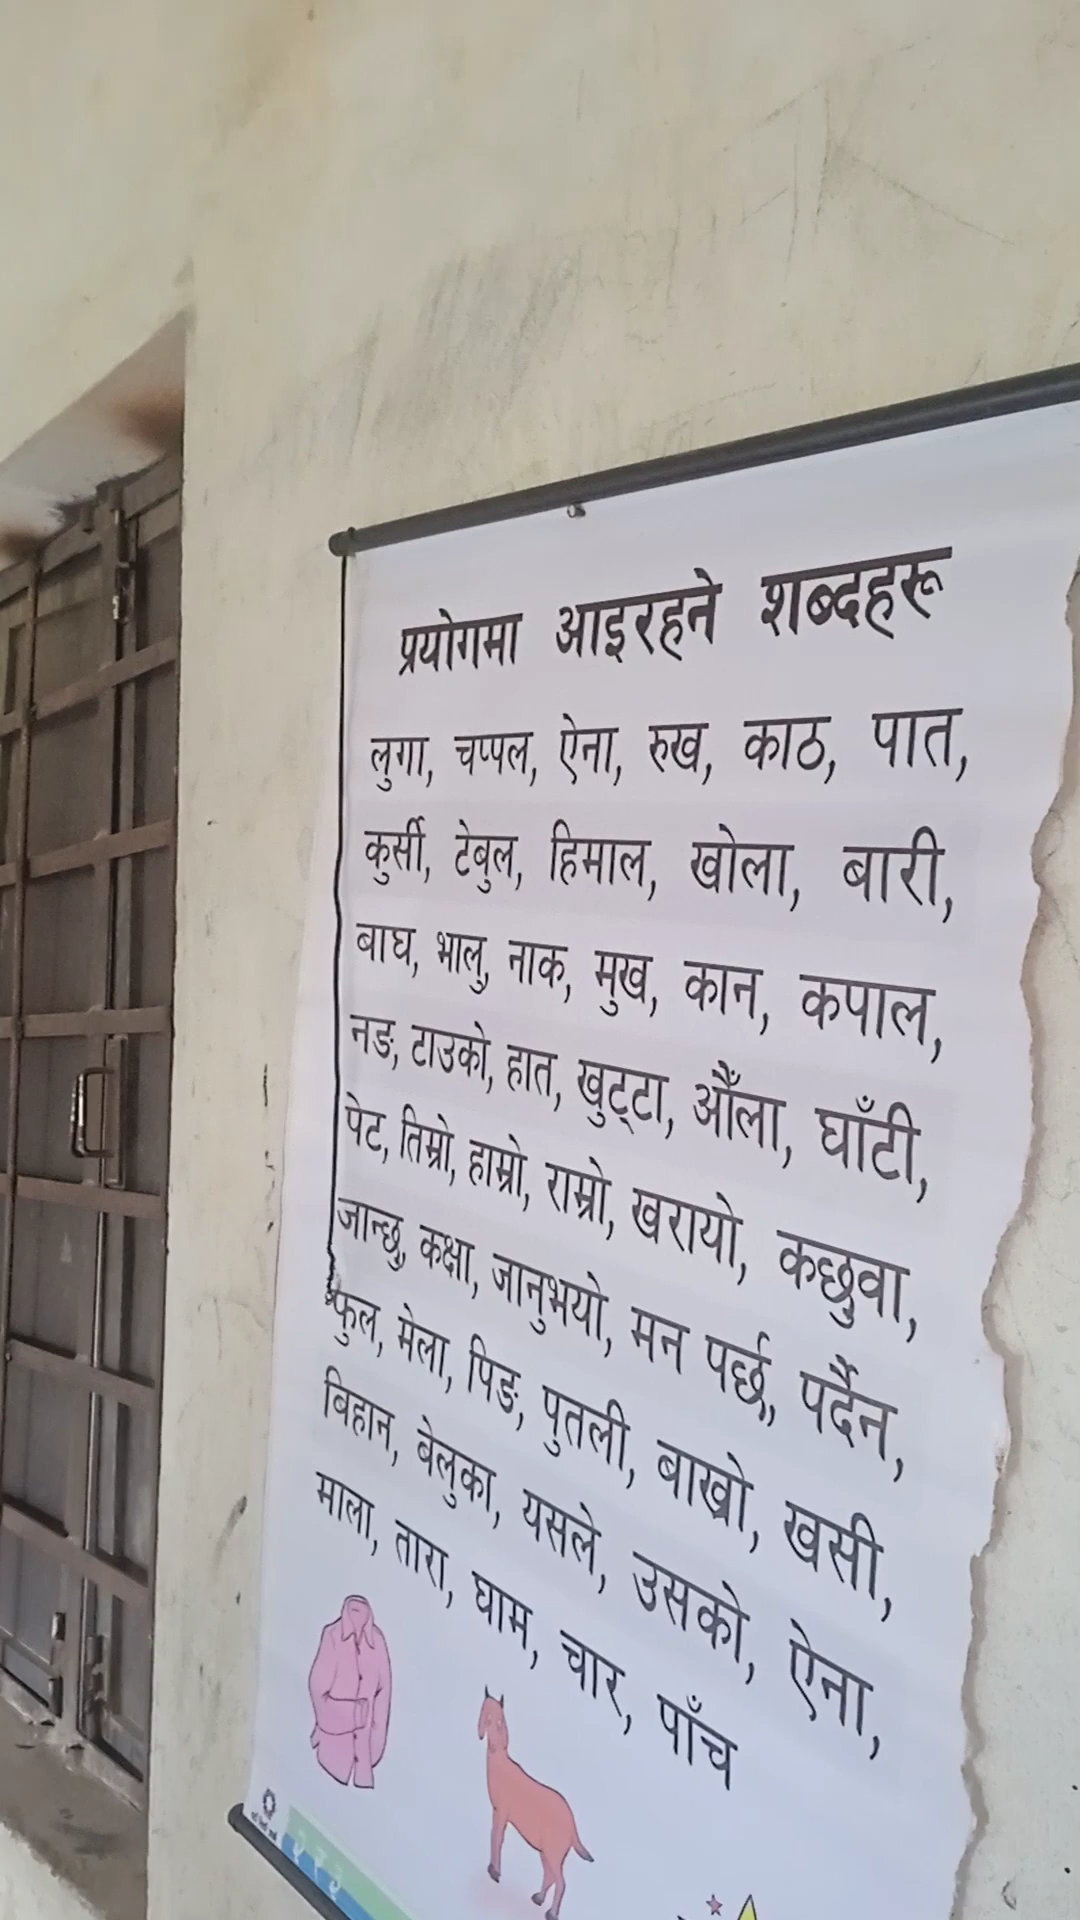 प्रयोगमा आइरहने शब्दहरू
लुगा, चप्पल, ऐना, रुख, काठ, पात,
कुर्सी, टेबुल, हिमाल, खोला, बारी,
बाघ, भालु, नाक, मुख, कान, कपाल,
नङ, टाउको, हात, खुट्टा, औँला, घाँटी,
पेट, तिम्रो, हाम्रो, राम्रो, खरायो, कछुवा,
जान्छु, कक्षा, जानुभयो, मन पर्छ, पर्दैन,
फुल, मेला, पिङ, पुतली, बाख्रो, खसी,
बिहान, बेलुका, यसले, उसको, ऐना,
माला, तारा, घाम, चार, पाँच